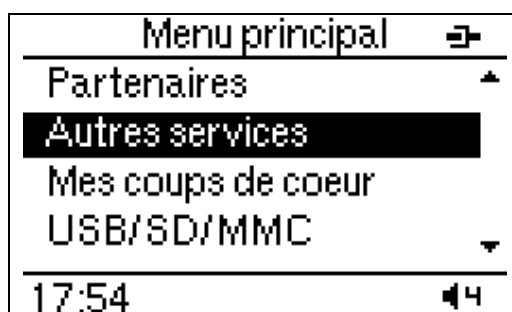 Menu principal
Partenaires
Autres services
Mes coups de coeur
USB/SD/MMC
17:54 4